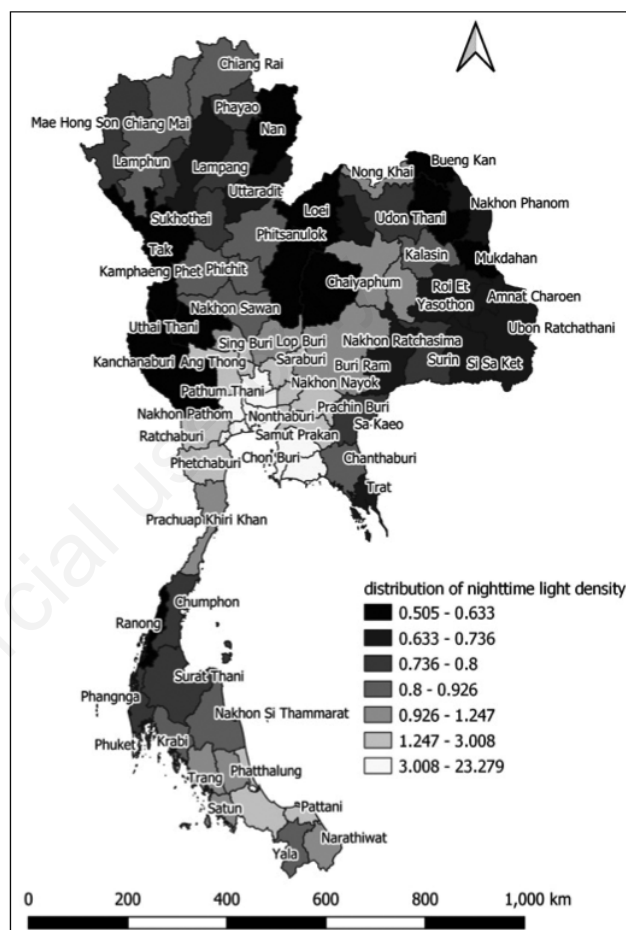 Chiang Rai
Phayao
Mae Hong Son Chiang Mai
Nan
Lamphun
Lampang
Nong Khai
Bueng Kan
Uttaradit
Loei
Udon Thani
Nakhon Phanom
Sukhothai
Phitsanulok
Tak
Kalasin
Mukdahan
Kamphaeng Phet Phichit
Chaiyaphum
Roi Et
Amnat Charoen
Nakhon Sawan
Yasothon
Uthai Thani
Ubon Ratchathani
Sing Buri Lop Buri
Nakhon Ratchasima
Kanchanaburi Ang Thong
Saraburi
Buri Ram
Surin
Si Sa Ket
Pathum Thani
Nakhon Nayok
Nakhon Pathom
Nonthaburi
Prachin Buri
Sa Kaeo
Ratchaburi
Samut Prakan
Phetchaburi
Chon Buri
Chanthaburi
Trat
Prachuap Khiri Khan
distribution of nighttime light density
0.505 - 0.633
0.633 - 0.736
0.736 - 0.8
0.8 - 0.926
0.926 - 1.247
1.247 - 3.008
3.008 - 23.279
Chumphon
Ranong
Surat Thani
Phangnga
Nakhon Si Thammarat
Phuket
Krabi
Trang
Phatthalung
Satun
Pattani
Narathiwat
Yala
0 200 400 600 800 1,000 km